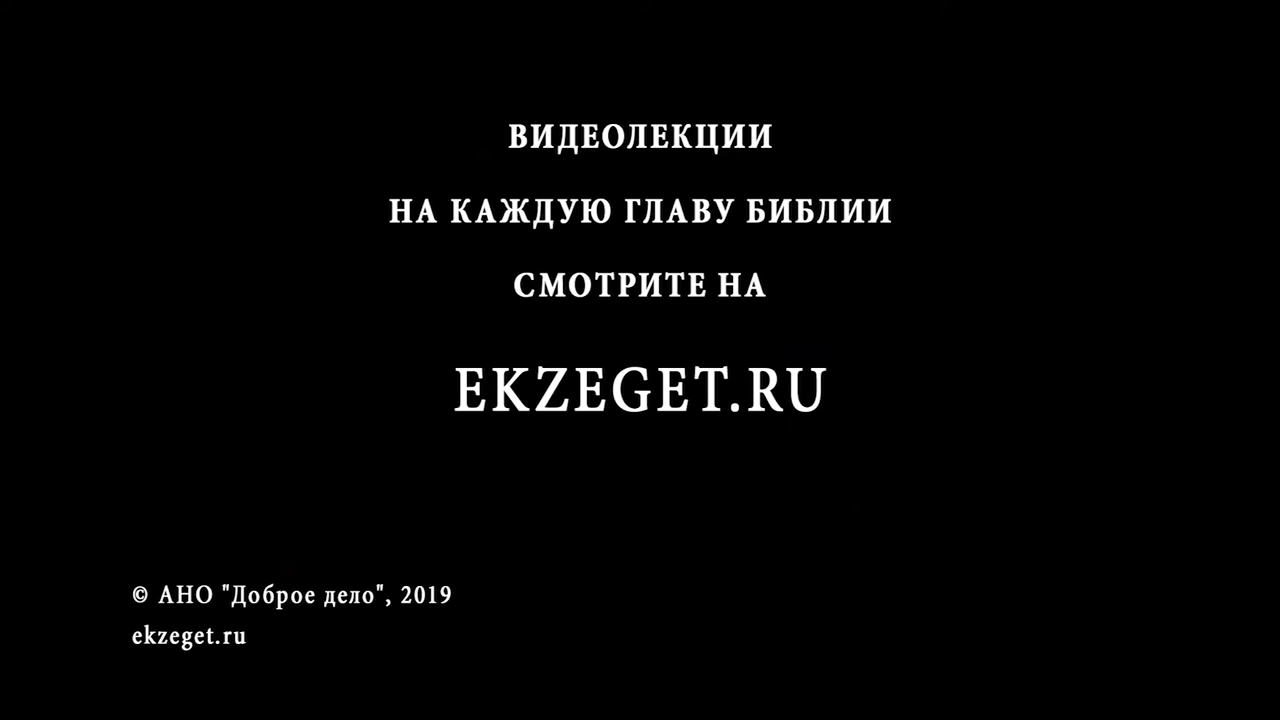 ВИДЕОЛЕКЦИИ
НА КАЖДУЮ ГЛАВУ БИБЛИИ
СМОТРИТЕ НА
EKZEGET.RU
© АНО "Доброе дело", 2019
ekzeget.ru